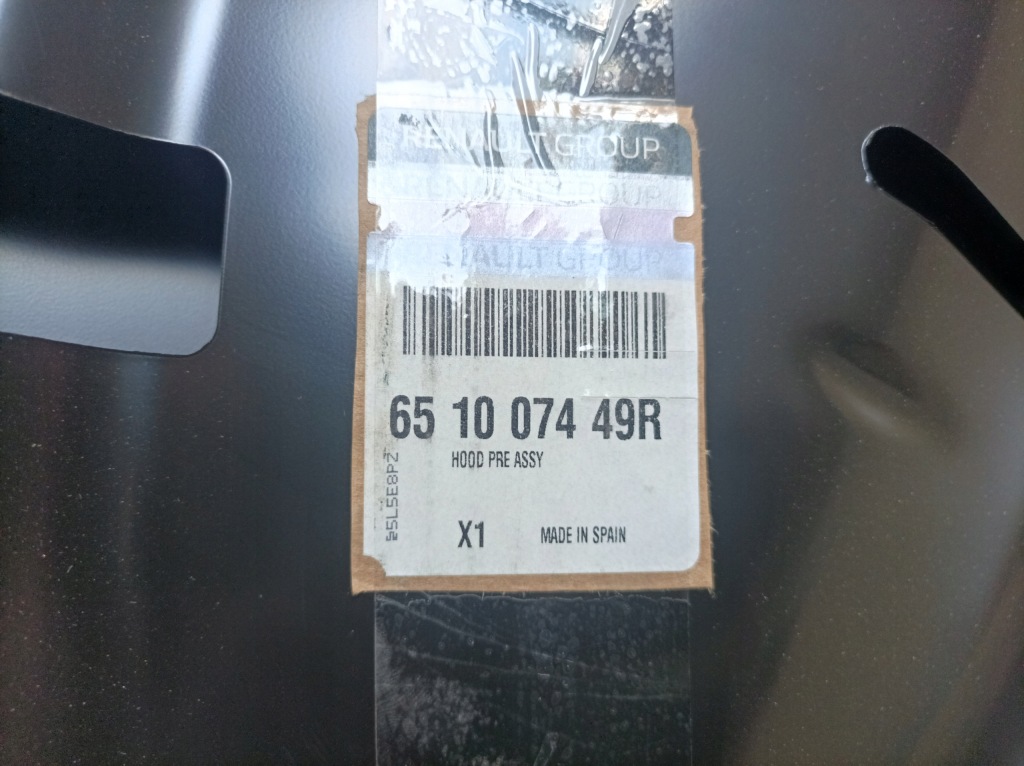 RENAULT GROUP
RENAULT GROUP
RENAULT GROUP
65 10 074 49R
HOOD PRE ASSY
X1 MADE IN SPAIN